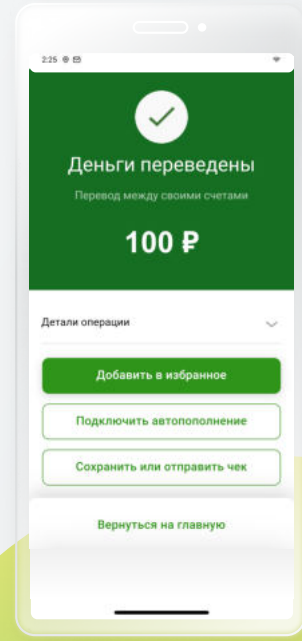 2:25
Деньги переведены
Перевод между своими счетами
100 ₽
Детали операции
Добавить в избранное
Подключить автопополнение
Сохранить или отправить чек
Вернуться на главную